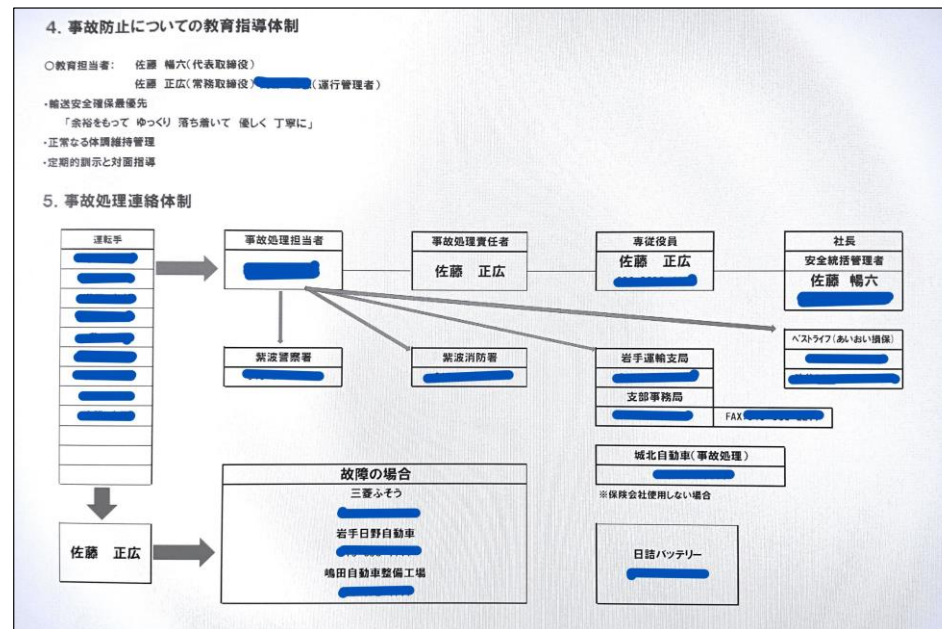 4. 事故防止についての教育指導体制
○教育担当者: 佐藤 暢六(代表取締役)
佐藤 正広(常務取締役) (運行管理者)
・輸送安全確保最優先
「余裕をもって ゆっくり 落ち着いて 優しく 丁寧に」
・正常なる体調維持管理
・定期的訓示と対面指導
5. 事故処理連絡体制
運転手
事故処理担当者
事故処理責任者
佐藤 正広
専従役員
佐藤 正広
社長
安全統括管理者
佐藤 暢六
紫波警察署
紫波消防署
岩手運輸支局
支部事務局
FAX
ベストライフ(あいおい損保)
城北自動車(事故処理)
※保険会社使用しない場合
佐藤 正広
故障の場合
三菱ふそう
岩手日野自動車
嶋田自動車整備工場
日詰バッテリー